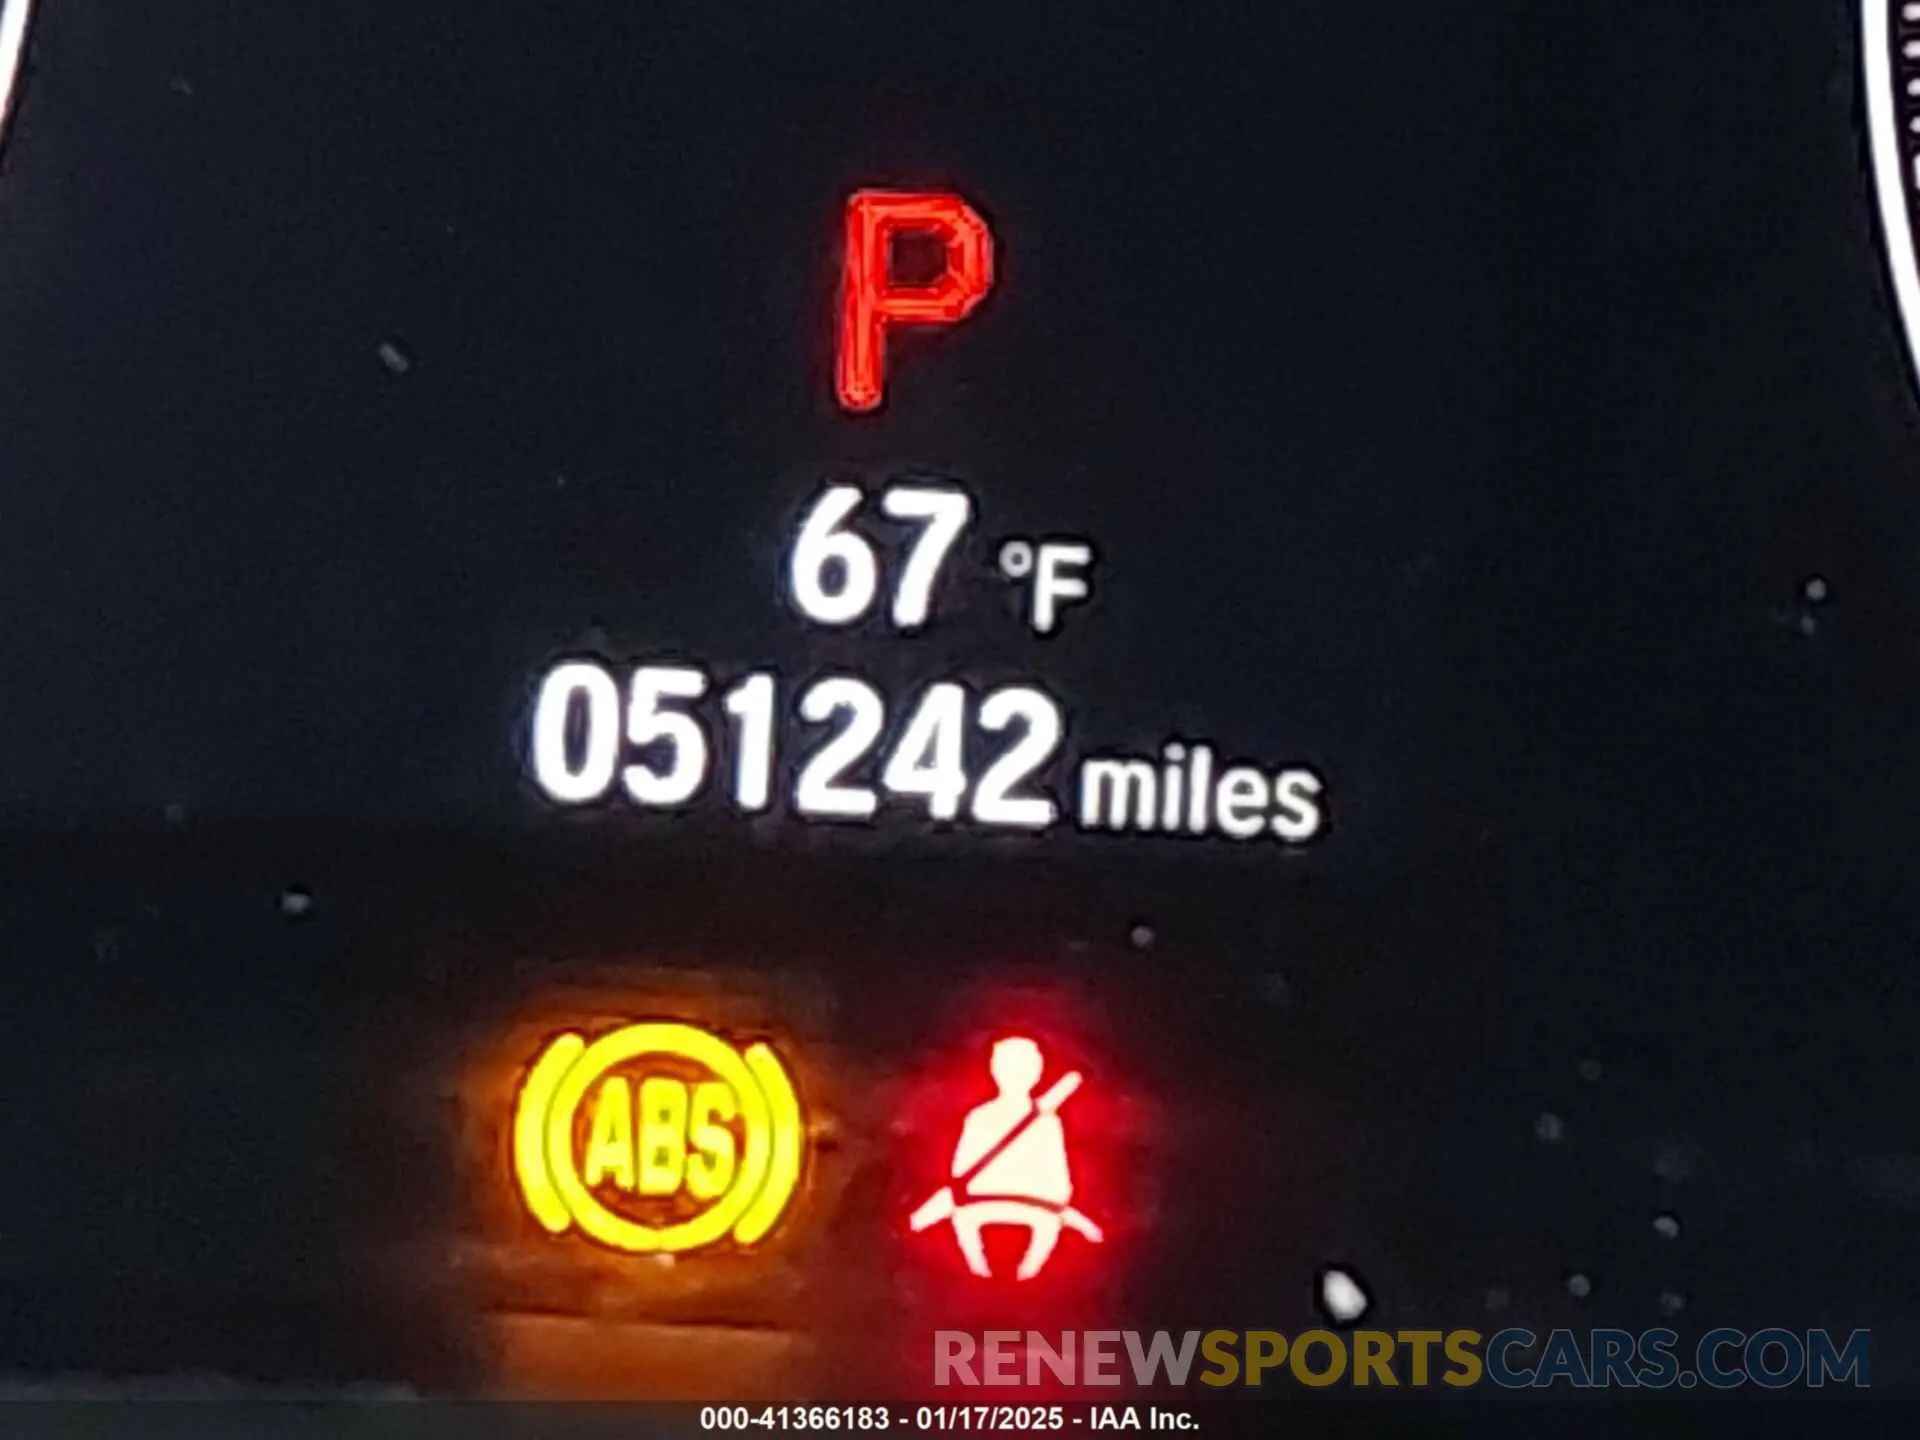 P
67 °F
051242 miles
ABS
RENEWSPORTSCARS.COM
000-41366183 - 01/17/2025 - IAA Inc.